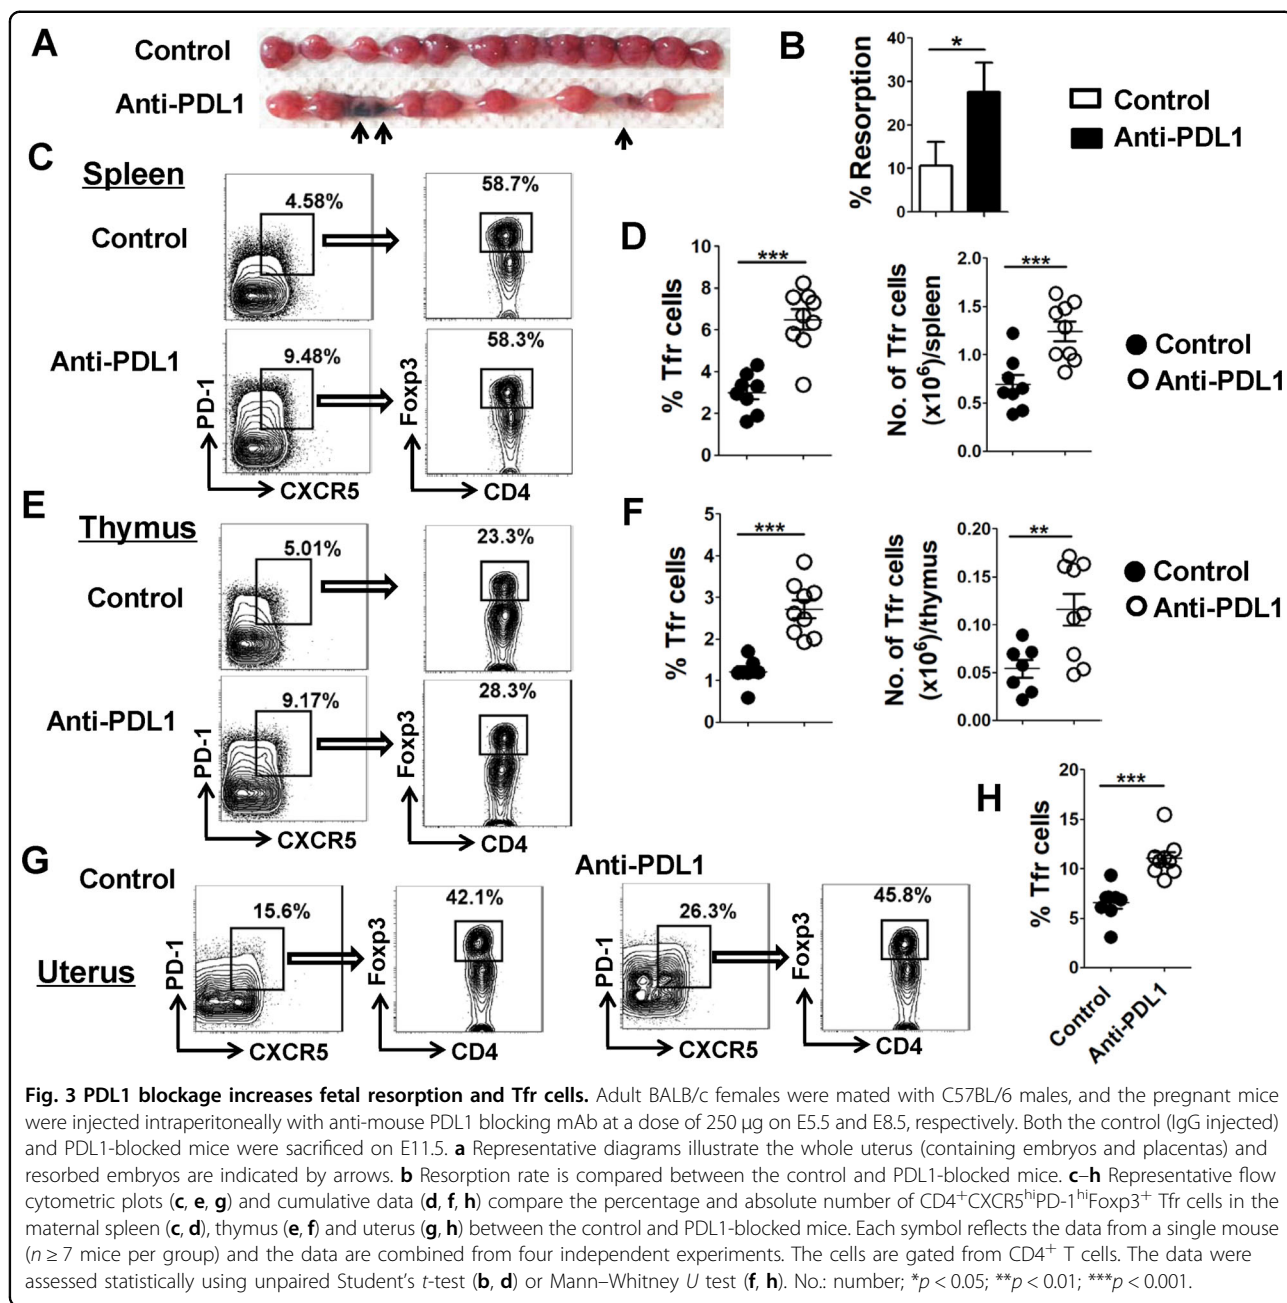 A
Control
Anti-PDL1
B
% Resorption
40
30
20
10
0
*
Control
Anti-PDL1
C
Spleen
Control
4.58%
58.7%
Anti-PDL1
9.48%
58.3%
PD-1
CXCR5
Foxp3
CD4
D
% Tfr cells
10
8
6
4
2
0
***
No. of Tfr cells
(x10⁶)/spleen
2.0
1.5
1.0
0.5
0.0
***
Control
Anti-PDL1
E
Thymus
Control
5.01%
23.3%
Anti-PDL1
9.17%
28.3%
PD-1
CXCR5
Foxp3
CD4
F
% Tfr cells
5
4
3
2
1
0
***
No. of Tfr cells
(x10⁶)/thymus
0.20
0.15
0.10
0.05
0.00
**
Control
Anti-PDL1
G
Control
Uterus
15.6%
42.1%
PD-1
CXCR5
Foxp3
CD4
Anti-PDL1
26.3%
45.8%
PD-1
CXCR5
Foxp3
CD4
H
% Tfr cells
20
15
10
5
0
***
Control
Anti-PDL1
Fig. 3 PDL1 blockage increases fetal resorption and Tfr cells. Adult BALB/c females were mated with C57BL/6 males, and the pregnant mice
were injected intraperitoneally with anti-mouse PDL1 blocking mAb at a dose of 250 μg on E5.5 and E8.5, respectively. Both the control (IgG injected)
and PDL1-blocked mice were sacrificed on E11.5. a Representative diagrams illustrate the whole uterus (containing embryos and placentas) and
resorbed embryos are indicated by arrows. b Resorption rate is compared between the control and PDL1-blocked mice. c–h Representative flow
cytometric plots (c, e, g) and cumulative data (d, f, h) compare the percentage and absolute number of CD4⁺CXCR5ʰⁱPD-1ʰⁱFoxp3⁺ Tfr cells in the
maternal spleen (c, d), thymus (e, f) and uterus (g, h) between the control and PDL1-blocked mice. Each symbol reflects the data from a single mouse
(n ≥ 7 mice per group) and the data are combined from four independent experiments. The cells are gated from CD4⁺ T cells. The data were
assessed statistically using unpaired Student's t-test (b, d) or Mann–Whitney U test (f, h). No.: number; *p < 0.05; **p < 0.01; ***p < 0.001.